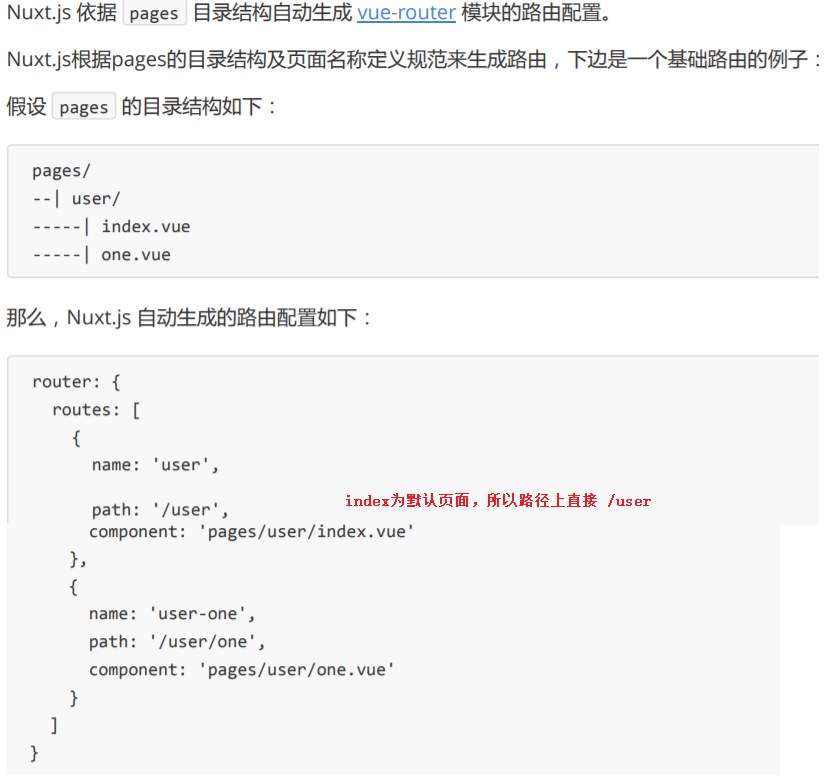 Nuxt.js 依据 pages 目录结构自动生成 vue-router 模块的路由配置。
Nuxt.js根据pages的目录结构及页面名称定义规范来生成路由，下边是一个基础路由的例子：
假设 pages 的目录结构如下：
pages/
--| user/
-----| index.vue
-----| one.vue
那么，Nuxt.js 自动生成的路由配置如下：
router: {
  routes: [
    {
      name: 'user',
      path: '/user', index为默认页面，所以路径上直接 /user
      component: 'pages/user/index.vue'
    },
    {
      name: 'user-one',
      path: '/user/one',
      component: 'pages/user/one.vue'
    }
  ]
}